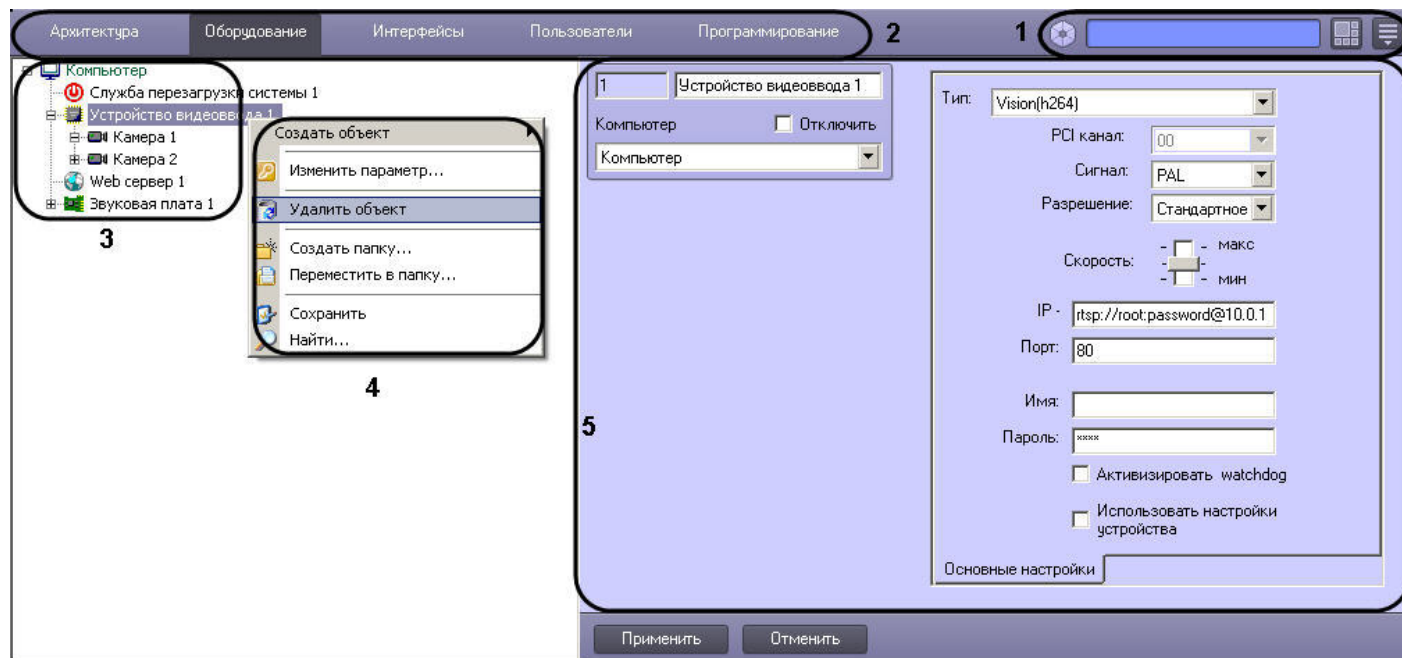 Архитектура Оборудование Интерфейсы Пользователи Программирование 2 1
Компьютер
Служба перезагрузки системы 1
Устройство видеоввода 1
Камера 1
Камера 2
Web сервер 1
Звуковая плата 1
3
Создать объект
Изменить параметр...
Удалить объект
Создать папку...
Переместить в папку...
Сохранить
Найти...
4
5
1 Устройство видеоввода 1
Компьютер Отключить
Компьютер
Тип: Vision(h264)
PCI канал: 00
Сигнал: PAL
Разрешение: Стандартное
Скорость: макс
мин
IP - rtsp://root:password@10.0.1
Порт: 80
Имя:
Пароль: ****
Активизировать watchdog
Использовать настройки
устройства
Основные настройки
Применить Отменить